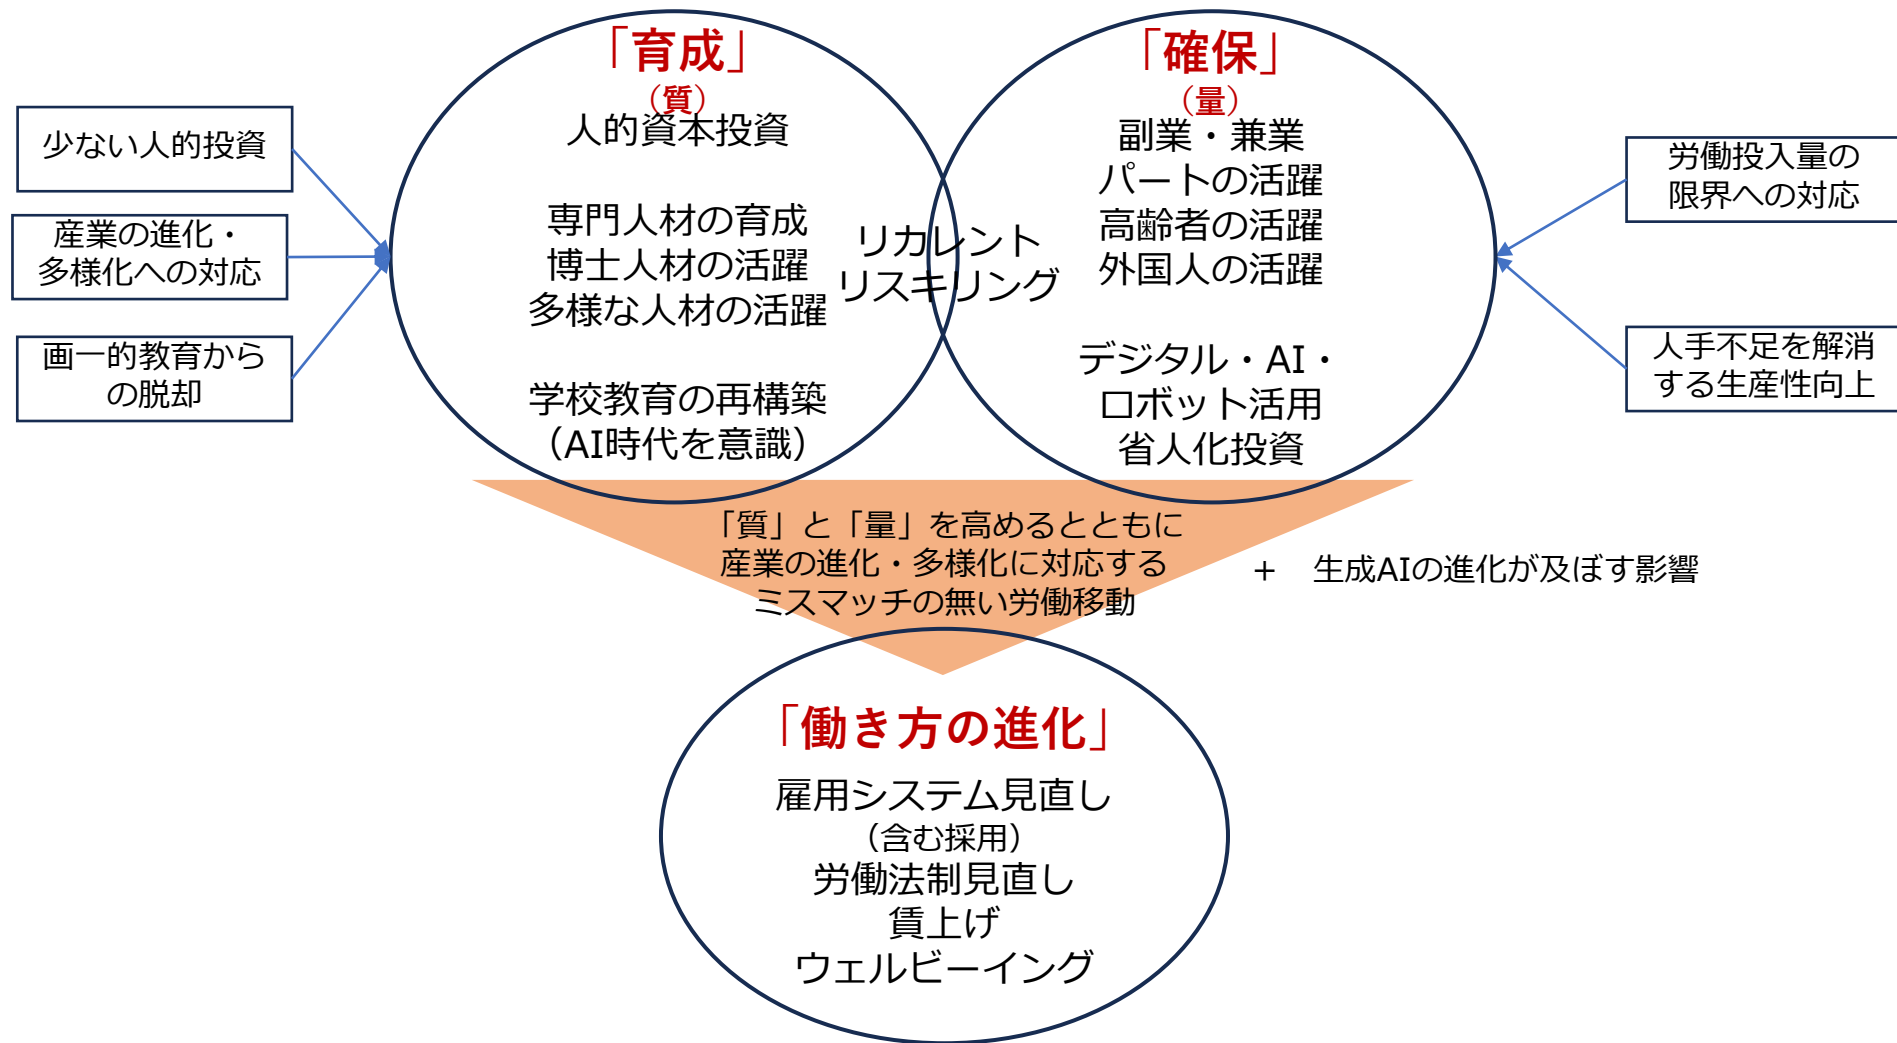 「育成」
（質）
人的資本投資
専門人材の育成
博士人材の活躍
多様な人材の活躍
学校教育の再構築
（AI時代を意識）
リカレント
リスキリング
「確保」
（量）
副業・兼業
パートの活躍
高齢者の活躍
外国人の活躍
デジタル・AI・
ロボット活用
省人化投資
少ない人的投資
産業の進化・
多様化への対応
画一的教育から
の脱却
労働投入量の
限界への対応
人手不足を解消
する生産性向上
「質」と「量」を高めるとともに
産業の進化・多様化に対応する
ミスマッチの無い労働移動
+　生成AIの進化が及ぼす影響
「働き方の進化」
雇用システム見直し
（含む採用）
労働法制見直し
賃上げ
ウェルビーイング